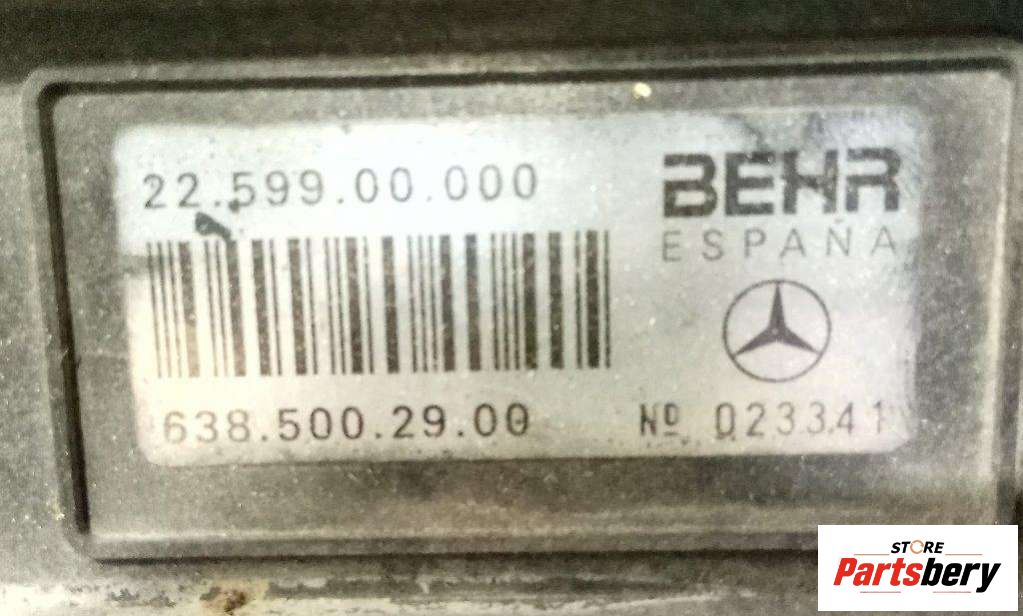 22.599.00.000
BEHR
ESPAÑA
638.500.29.00
Nº 023341
STORE
Partsbery